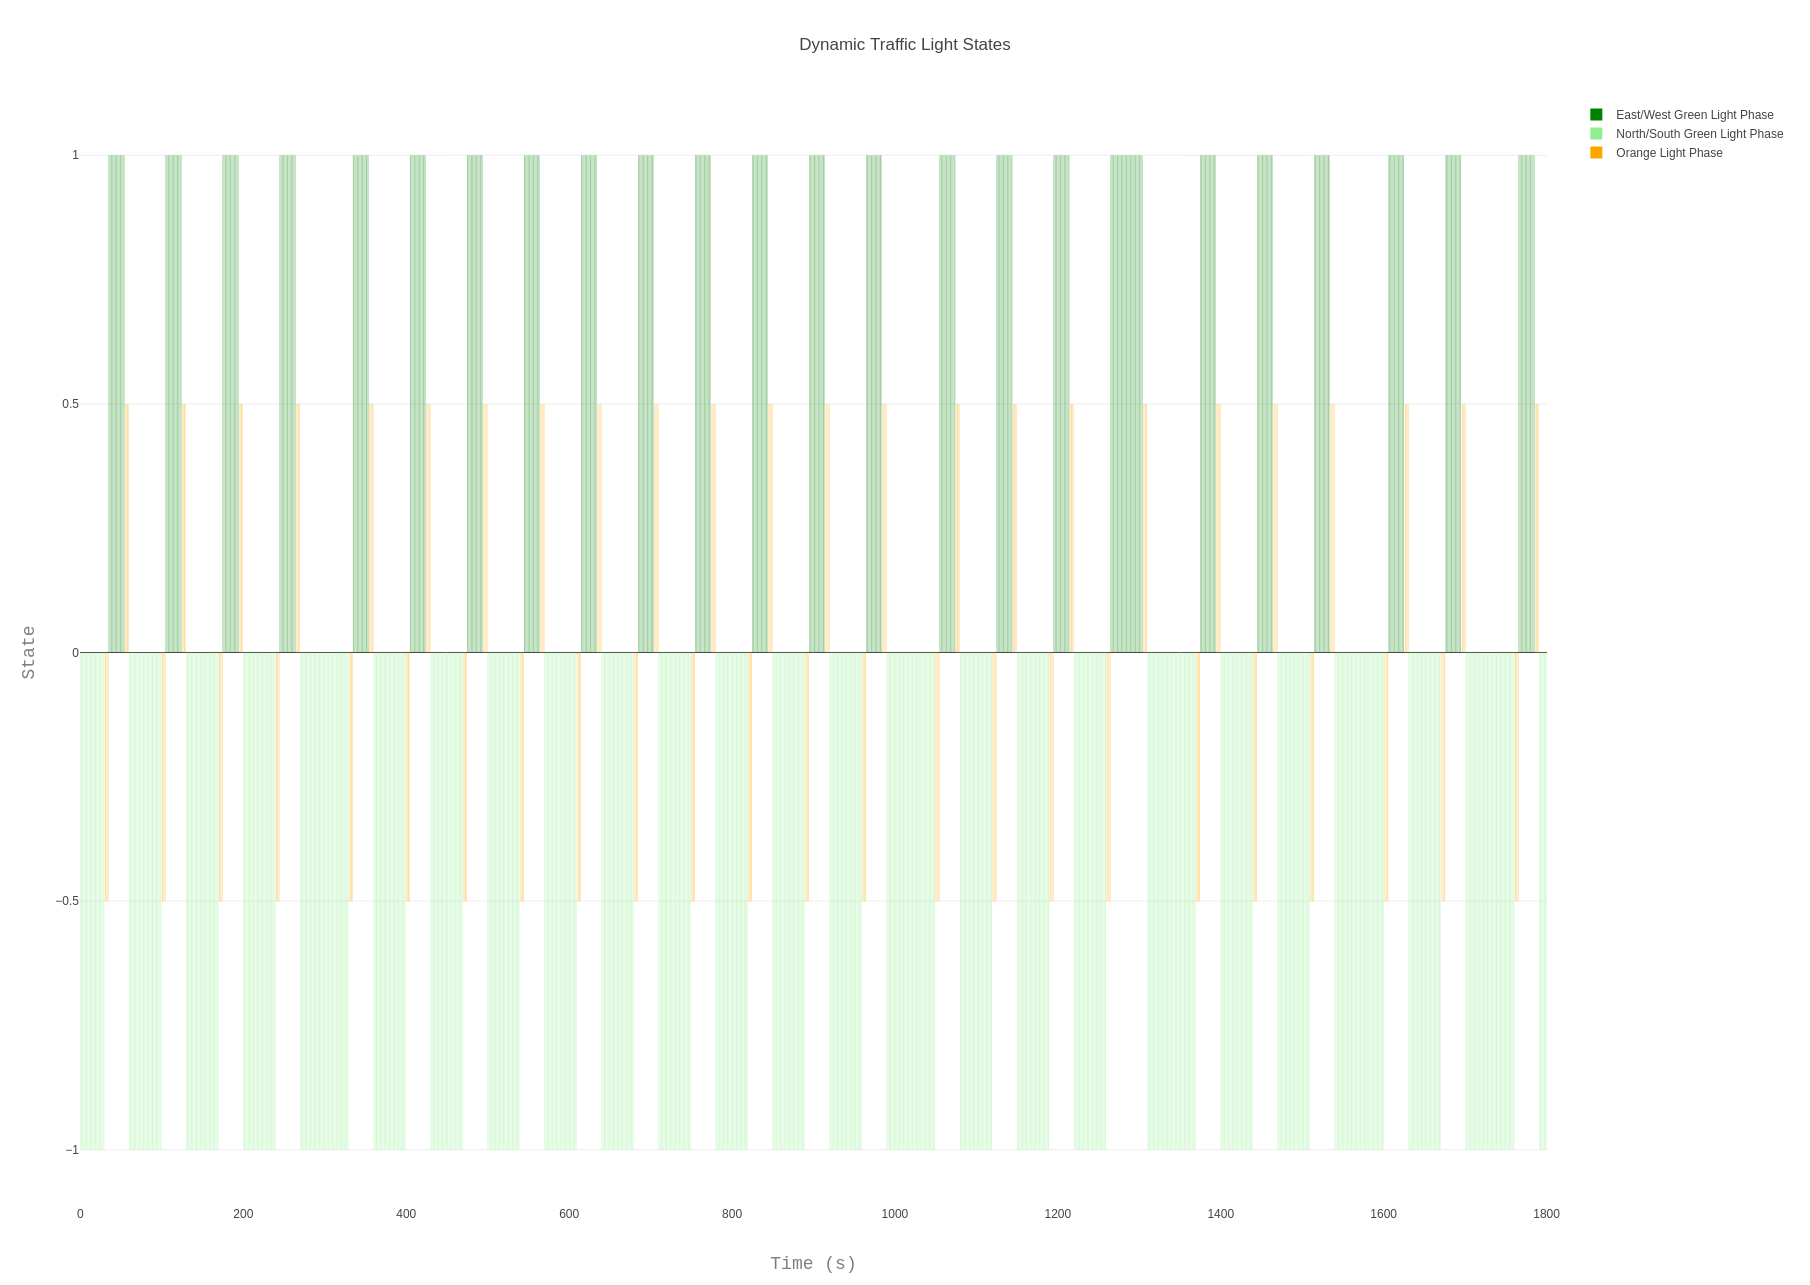 Dynamic Traffic Light States
East/West Green Light Phase
North/South Green Light Phase
Orange Light Phase
1
0.5
0
−0.5
−1
State
0 200 400 600 800 1000 1200 1400 1600 1800
Time (s)